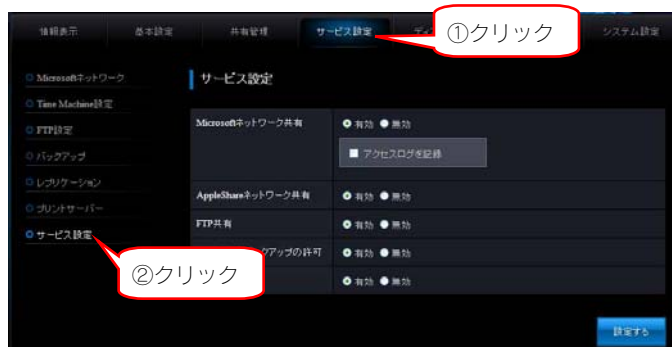 情報表示 基本設定 共有管理 サービス設定 ディ ①クリック システム設定
Microsoftネットワーク
サービス設定
Time Machine設定
FTP設定
Microsoftネットワーク共有 有効 無効
バックアップ
アクセスログを記録
レプリケーション
AppleShareネットワーク共有 有効 無効
プリントサーバー
FTP共有 有効 無効
サービス設定
クアップの許可 有効 無効
②クリック
有効 無効
設定する